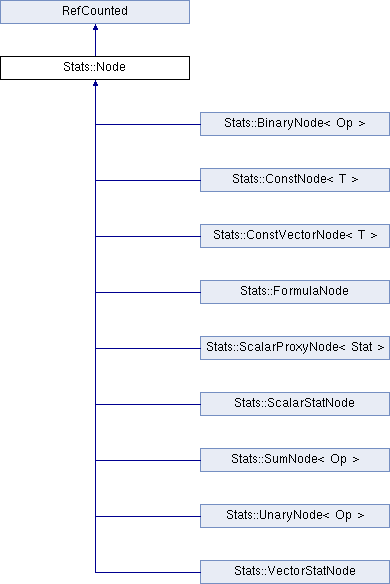 RefCounted
Stats::Node
Stats::BinaryNode< Op >
Stats::ConstNode< T >
Stats::ConstVectorNode< T >
Stats::FormulaNode
Stats::ScalarProxyNode< Stat >
Stats::ScalarStatNode
Stats::SumNode< Op >
Stats::UnaryNode< Op >
Stats::VectorStatNode